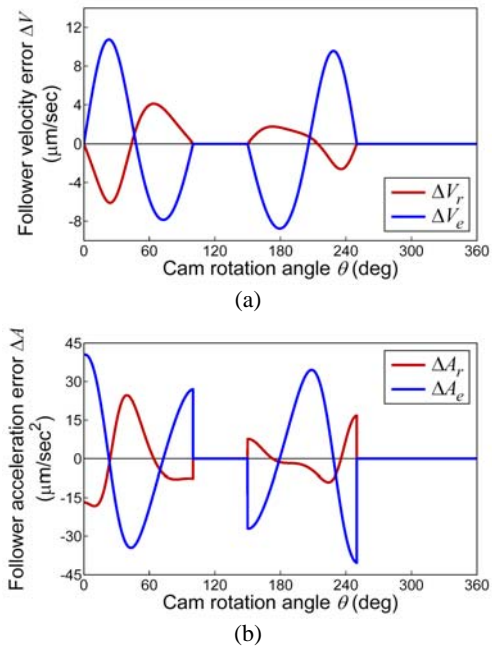 Follower velocity error ΔV
(μm/sec)
12
8
4
0
-4
-8
0
60
120
180
240
300
360
ΔVr
ΔVe
Cam rotation angle θ (deg)
(a)
Follower acceleration error ΔA
(μm/sec²)
45
30
15
0
-15
-30
-45
0
60
120
180
240
300
360
ΔAr
ΔAe
Cam rotation angle θ (deg)
(b)